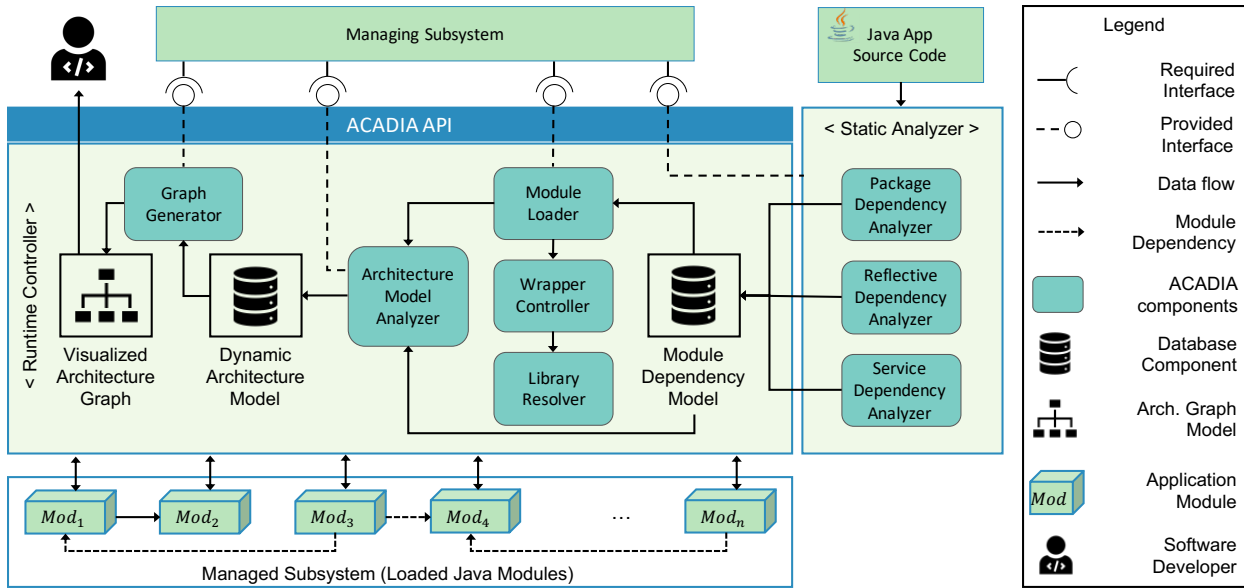 Managing Subsystem
Java App
Source Code
ACADIA API
< Static Analyzer >
< Runtime Controller >
Graph
Generator
Module
Loader
Package
Dependency
Analyzer
Architecture
Model
Analyzer
Wrapper
Controller
Reflective
Dependency
Analyzer
Library
Resolver
Service
Dependency
Analyzer
Visualized
Architecture
Graph
Dynamic
Architecture
Model
Module
Dependency
Model
Mod1
Mod2
Mod3
Mod4
...
Modn
Managed Subsystem (Loaded Java Modules)
Legend
Required
Interface
Provided
Interface
Data flow
Module
Dependency
ACADIA
components
Database
Component
Arch. Graph
Model
Mod
Application
Module
Software
Developer